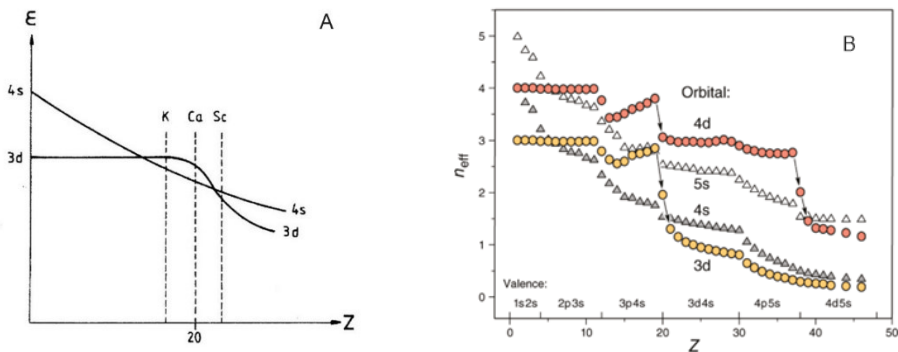 A
ε
4s
3d
K
Ca
Sc
4s
3d
20
Z
B
n eff
5
4
3
2
1
0
Orbital:
4d
5s
4s
3d
Valence:
1s2s
2p3s
3p4s
3d4s
4p5s
4d5s
0
10
20
30
40
50
Z